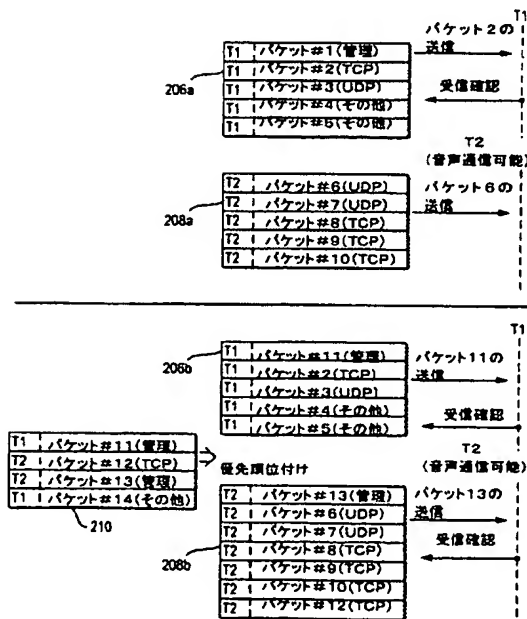 T1
パケット2の
送信
T1 パケット#1(管理)
T1 パケット#2(TCP)
T1 パケット#3(UDP)
T1 パケット#4(その他)
T1 パケット#5(その他)
206a
受信確認
T2
(音声通信可能)
T2 パケット#6(UDP)
T2 パケット#7(UDP)
T2 パケット#8(TCP)
T2 パケット#9(TCP)
T2 パケット#10(TCP)
208a
パケット6の
送信
T1
206b
T1 パケット#11(管理)
T1 パケット#2(TCP)
T1 パケット#3(UDP)
T1 パケット#4(その他)
T1 パケット#5(その他)
パケット11の
送信
受信確認
T1 パケット#11(管理)
T2 パケット#12(TCP)
T2 パケット#13(管理)
T1 パケット#14(その他)
210
優先順位付け
T2
(音声通信可能)
T2 パケット#13(管理)
T2 パケット#6(UDP)
T2 パケット#7(UDP)
T2 パケット#8(TCP)
T2 パケット#9(TCP)
T2 パケット#10(TCP)
T2 パケット#12(TCP)
208b
パケット13の
送信
受信確認